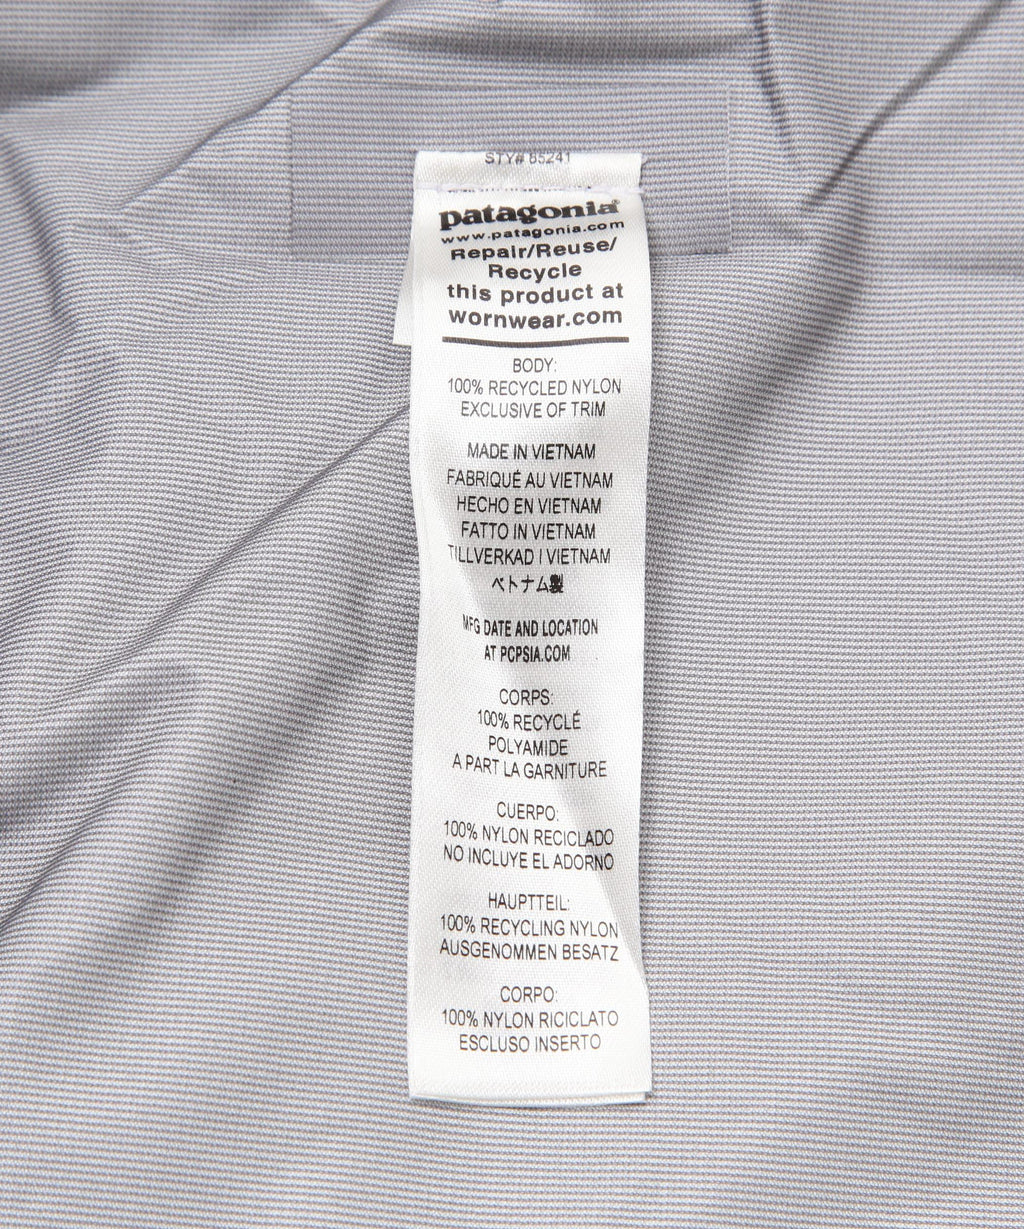 STY# 85241
patagonia®
www.patagonia.com
Repair/Reuse/
Recycle
this product at
wornwear.com
BODY:
100% RECYCLED NYLON
EXCLUSIVE OF TRIM
MADE IN VIETNAM
FABRIQUÉ AU VIETNAM
HECHO EN VIETNAM
FATTO IN VIETNAM
TILLVERKAD I VIETNAM
ベトナム製
MFG DATE AND LOCATION
AT PCPSIA.COM
CORPS:
100% RECYCLÉ
POLYAMIDE
A PART LA GARNITURE
CUERPO:
100% NYLON RECICLADO
NO INCLUYE EL ADORNO
HAUPTTEIL:
100% RECYCLING NYLON
AUSGENOMMEN BESATZ
CORPO:
100% NYLON RICICLATO
ESCLUSO INSERTO